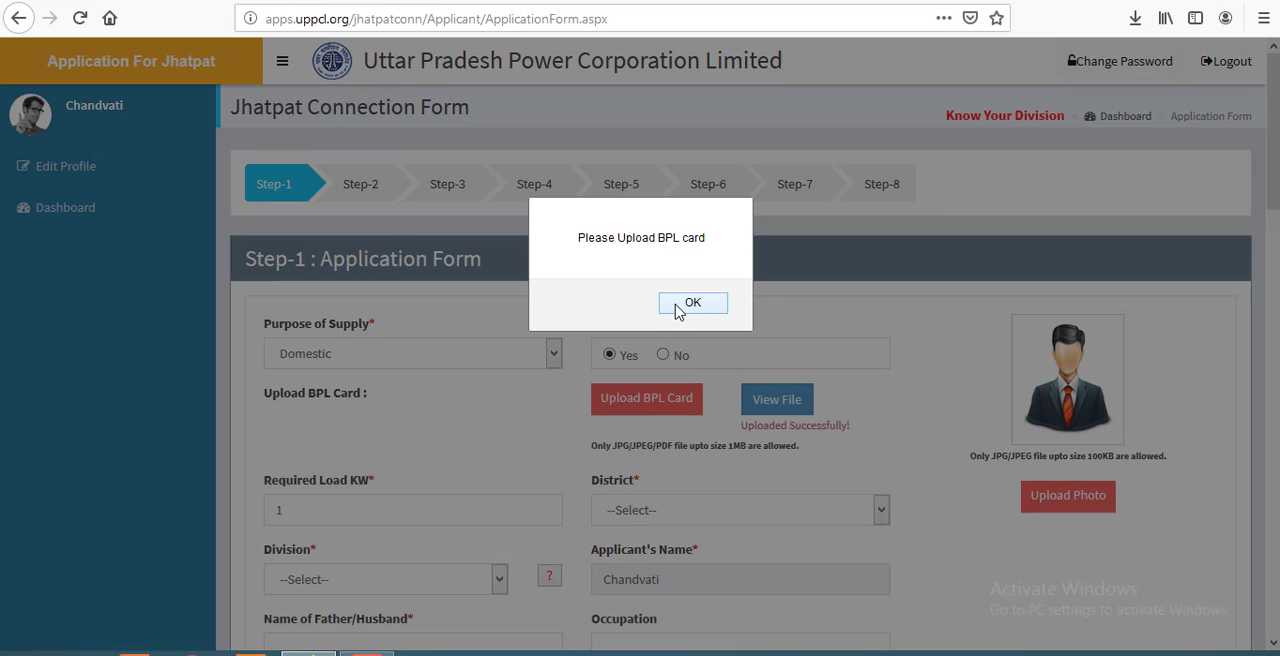 apps.uppcl.org/jhatpatconn/Applicant/ApplicationForm.aspx
Application For Jhatpat
Uttar Pradesh Power Corporation Limited
Change Password
Logout
Chandvati
Edit Profile
Dashboard
Jhatpat Connection Form
Know Your Division
Dashboard
Application Form
Step-1
Step-2
Step-3
Step-4
Step-5
Step-6
Step-7
Step-8
Please Upload BPL card
OK
Step-1 : Application Form
Purpose of Supply*
Domestic
Yes
No
Upload BPL Card :
Upload BPL Card
View File
Uploaded Successfully!
Only JPG/JPEG/PDF file upto size 1MB are allowed.
Only JPG/JPEG file upto size 100KB are allowed.
Upload Photo
Required Load KW*
1
District*
--Select--
Division*
--Select--
?
Applicant's Name*
Chandvati
Name of Father/Husband*
Occupation
Activate Windows
Go to PC settings to activate Windows.